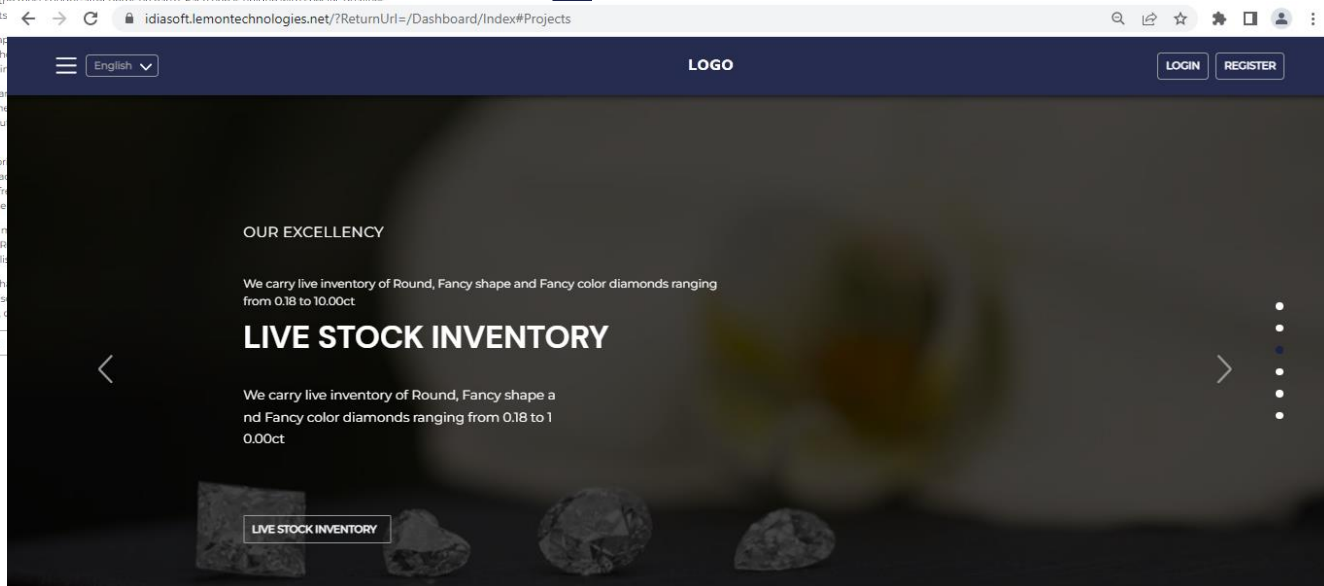 idiasoft.lemontechnologies.net/?ReturnUrl=/Dashboard/Index#Projects
English
LOGO
LOGIN
REGISTER
OUR EXCELLENCY
We carry live inventory of Round, Fancy shape and Fancy color diamonds ranging
from 0.18 to 10.00ct
LIVE STOCK INVENTORY
We carry live inventory of Round, Fancy shape a
nd Fancy color diamonds ranging from 0.18 to 1
0.00ct
LIVE STOCK INVENTORY